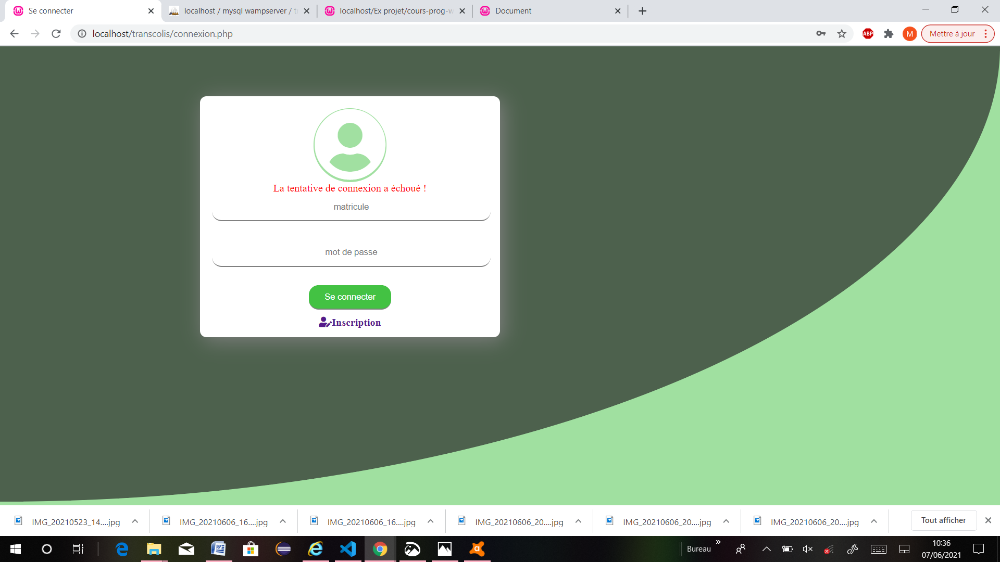 Se connecter
localhost / mysql wampserver / t
localhost/Ex projet/cours-prog-w
Document
localhost/transcolis/connexion.php
ABP
M
Mettre à jour
La tentative de connexion a échoué !
matricule
mot de passe
Se connecter
Inscription
IMG_20210523_14....jpg
IMG_20210606_16....jpg
IMG_20210606_16....jpg
IMG_20210606_20....jpg
IMG_20210606_20....jpg
IMG_20210606_20....jpg
Tout afficher
Bureau
10:36
07/06/2021